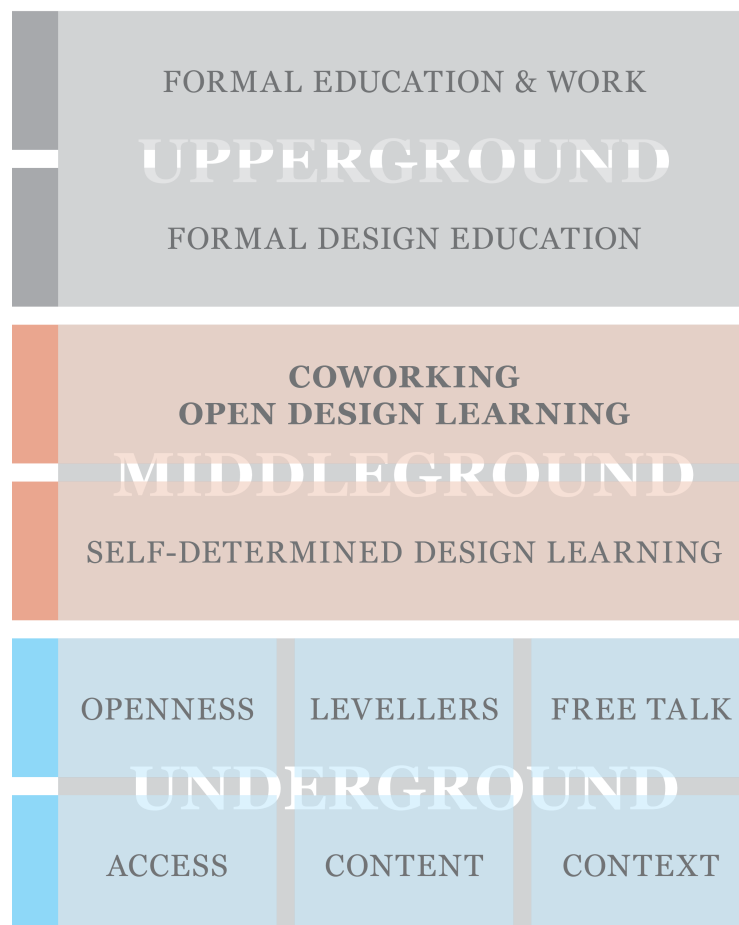 FORMAL EDUCATION & WORK
UPPERGROUND
FORMAL DESIGN EDUCATION
COWORKING
OPEN DESIGN LEARNING
MIDDLEGROUND
SELF-DETERMINED DESIGN LEARNING
OPENNESS LEVELLERS FREE TALK
UNDERGROUND
ACCESS CONTENT CONTEXT